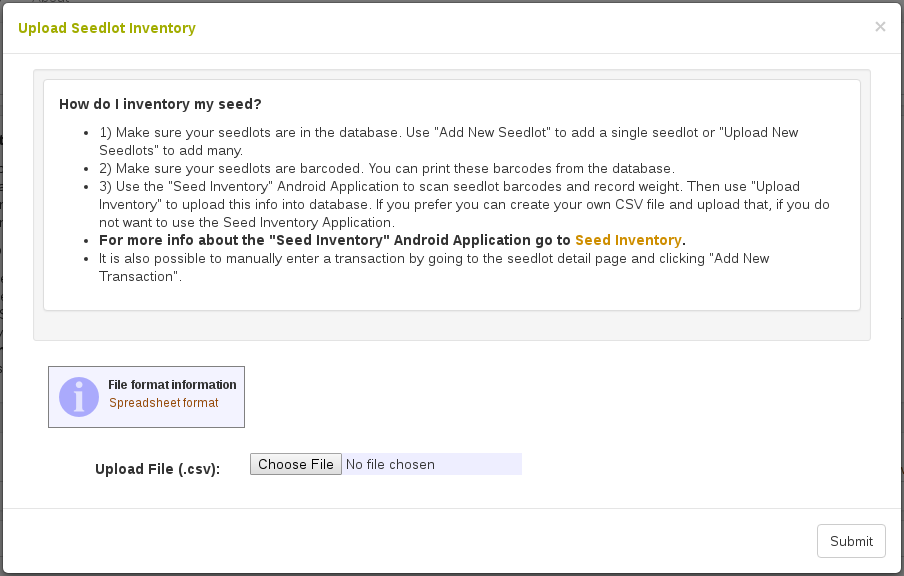 Upload Seedlot Inventory ×
How do I inventory my seed?
• 1) Make sure your seedlots are in the database. Use "Add New Seedlot" to add a single seedlot or "Upload New
Seedlots" to add many.
• 2) Make sure your seedlots are barcoded. You can print these barcodes from the database.
• 3) Use the "Seed Inventory" Android Application to scan seedlot barcodes and record weight. Then use "Upload
Inventory" to upload this info into database. If you prefer you can create your own CSV file and upload that, if you do
not want to use the Seed Inventory Application.
• For more info about the "Seed Inventory" Android Application go to Seed Inventory.
• It is also possible to manually enter a transaction by going to the seedlot detail page and clicking "Add New
Transaction".
File format information
Spreadsheet format
Upload File (.csv): Choose File No file chosen
Submit